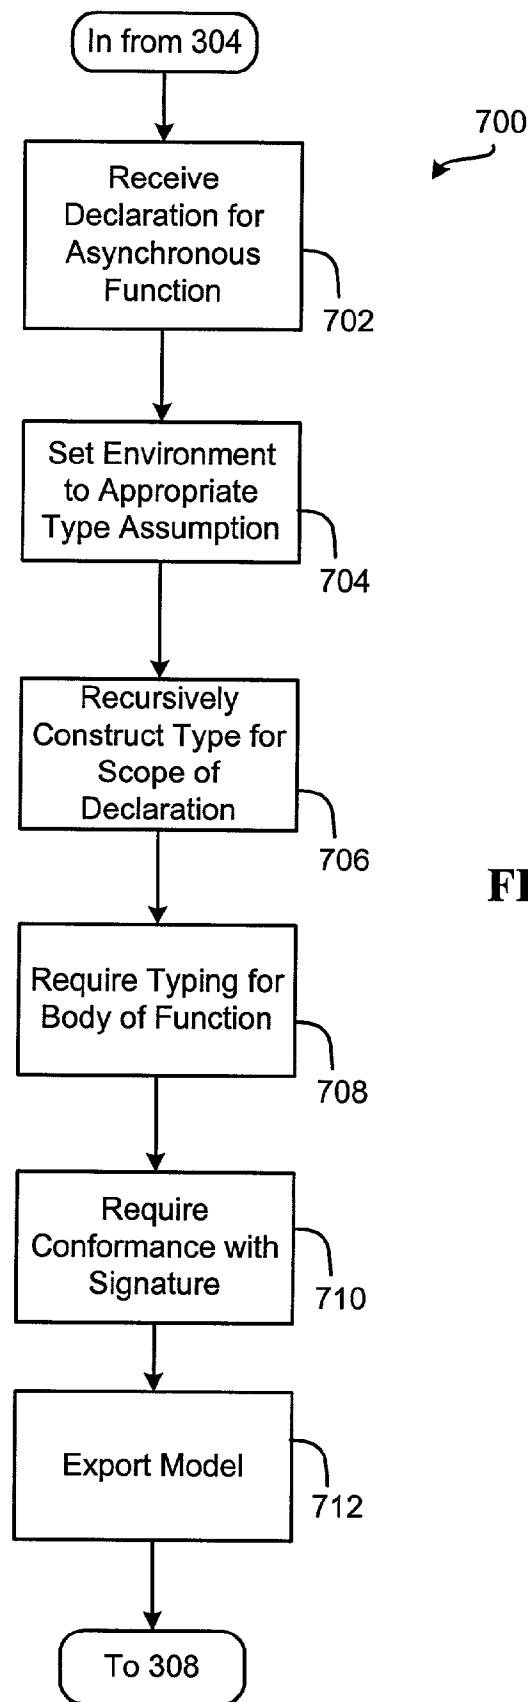 In from 304
700
Receive
Declaration for
Asynchronous
Function
702
Set Environment
to Appropriate
Type Assumption
704
Recursively
Construct Type for
Scope of
Declaration
706
Require Typing for
Body of Function
708
Require
Conformance with
Signature
710
Export Model
712
To 308